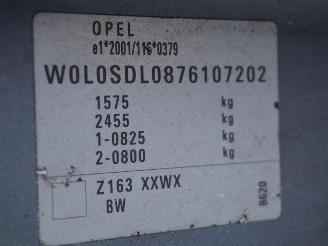 OPEL
e1*2001/116*0379
W0L0SDL0876107202
1575 kg
2455 kg
1-0825 kg
2-0800 kg
Z163 XXWX
BW
8620